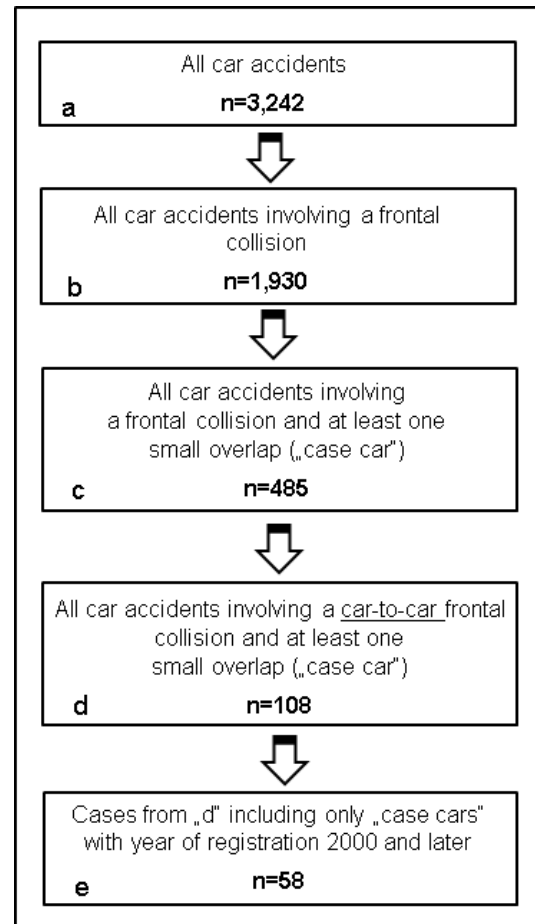 All car accidents
a n=3,242
All car accidents involving a frontal
collision
b n=1,930
All car accidents involving
a frontal collision and at least one
small overlap („case car“)
c n=485
All car accidents involving a car-to-car frontal
collision and at least one
small overlap („case car“)
d n=108
Cases from „d“ including only „case cars“
with year of registration 2000 and later
e n=58